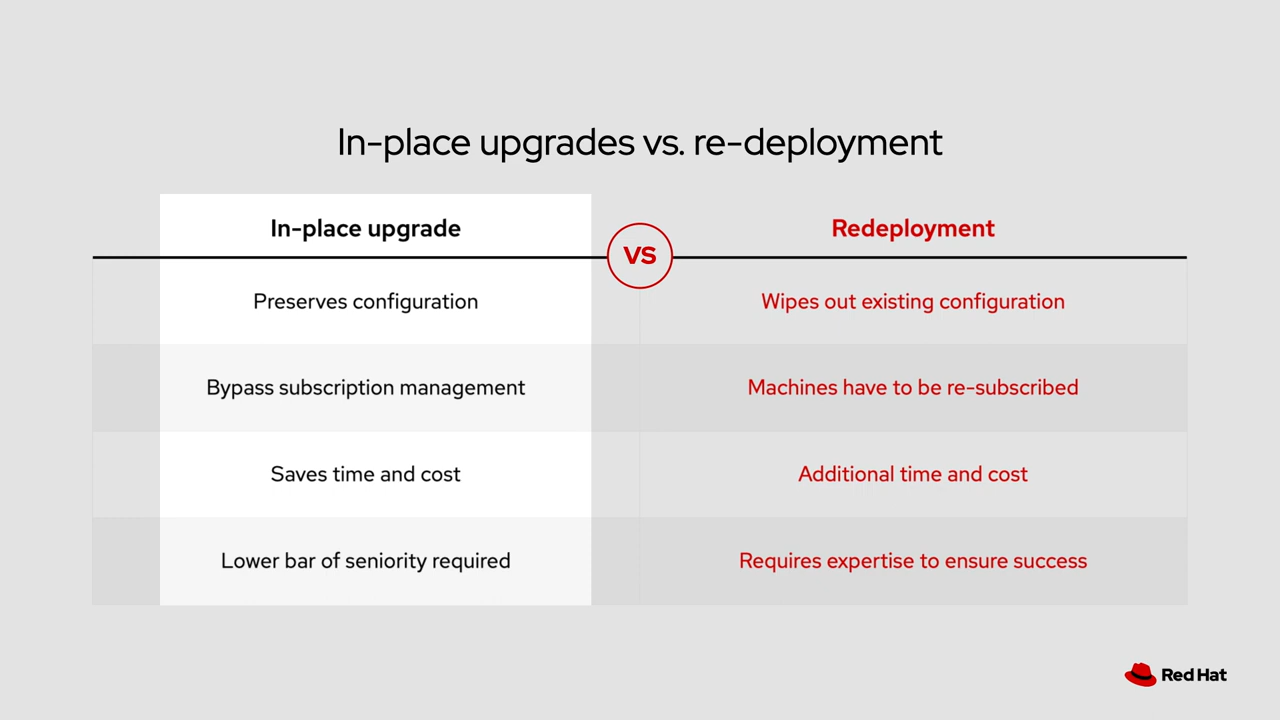 In-place upgrades vs. re-deployment
In-place upgrade
VS
Redeployment
Preserves configuration
Wipes out existing configuration
Bypass subscription management
Machines have to be re-subscribed
Saves time and cost
Additional time and cost
Lower bar of seniority required
Requires expertise to ensure success
Red Hat